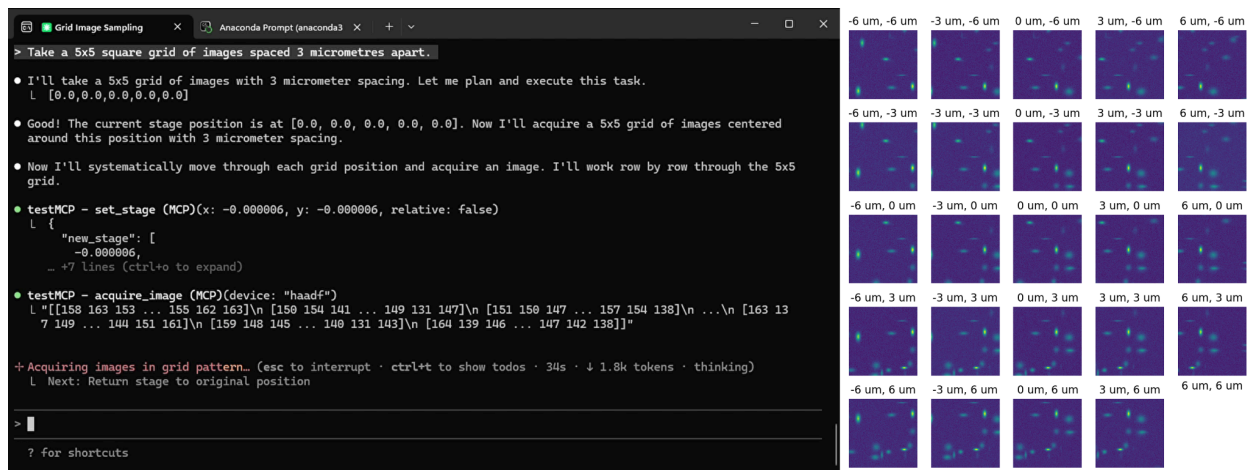 Grid Image Sampling
Anaconda Prompt (anaconda3
> Take a 5x5 square grid of images spaced 3 micrometres apart.
● I'll take a 5x5 grid of images with 3 micrometer spacing. Let me plan and execute this task.
└ [0.0,0.0,0.0,0.0,0.0]
● Good! The current stage position is at [0.0, 0.0, 0.0, 0.0, 0.0]. Now I'll acquire a 5x5 grid of images centered
around this position with 3 micrometer spacing.
● Now I'll systematically move through each grid position and acquire an image. I'll work row by row through the 5x5
grid.
● testMCP - set_stage (MCP)(x: -0.000006, y: -0.000006, relative: false)
└ {
"new_stage": [
-0.000006,
… +7 lines (ctrl+o to expand)
● testMCP - acquire_image (MCP)(device: "haadf")
└ "[[158 163 153 ... 155 162 163]\n [150 154 141 ... 149 131 147]\n [151 150 147 ... 157 154 138]\n ...\n [163 13
7 149 ... 144 151 161]\n [159 148 145 ... 140 131 143]\n [164 139 146 ... 147 142 138]]"
Acquiring images in grid pattern… (esc to interrupt · ctrl+t to show todos · 34s · ↓ 1.8k tokens · thinking)
└ Next: Return stage to original position
>
? for shortcuts
-6 um, -6 um -3 um, -6 um 0 um, -6 um 3 um, -6 um 6 um, -6 um
-6 um, -3 um -3 um, -3 um 0 um, -3 um 3 um, -3 um 6 um, -3 um
-6 um, 0 um -3 um, 0 um 0 um, 0 um 3 um, 0 um 6 um, 0 um
-6 um, 3 um -3 um, 3 um 0 um, 3 um 3 um, 3 um 6 um, 3 um
-6 um, 6 um -3 um, 6 um 0 um, 6 um 3 um, 6 um 6 um, 6 um